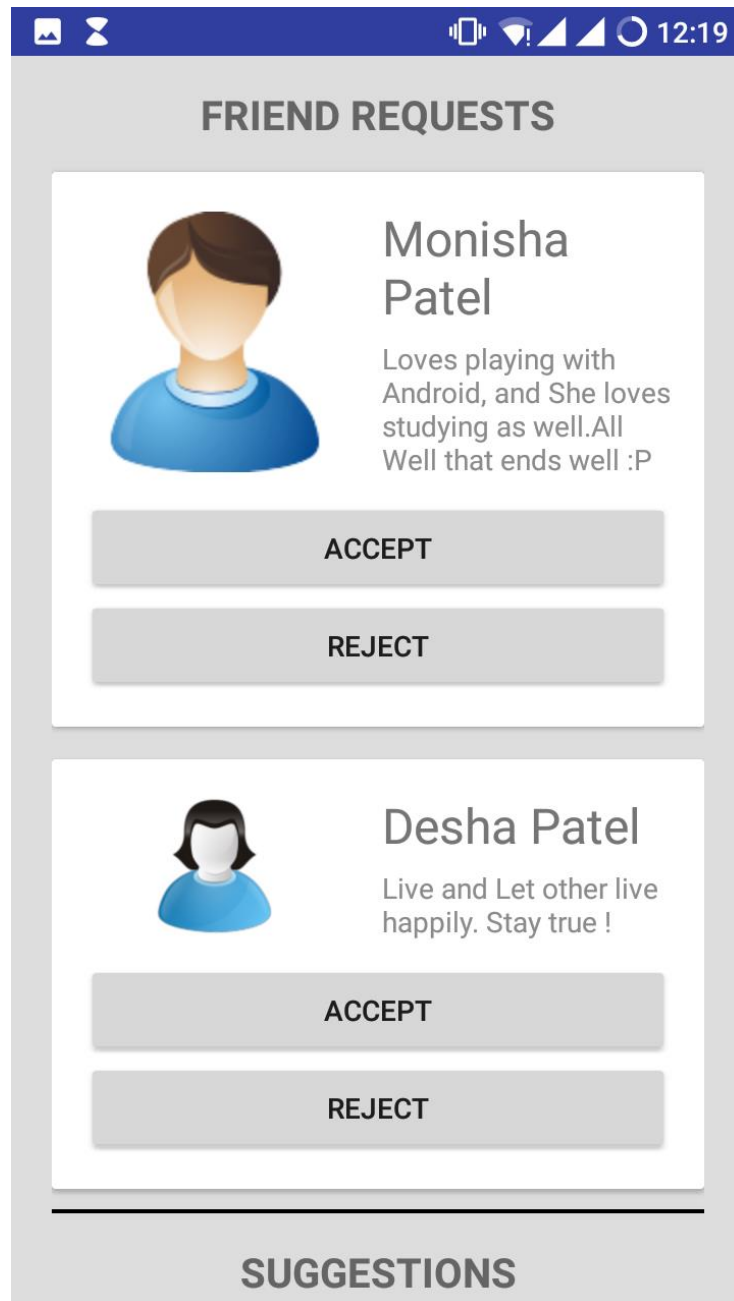 12:19
FRIEND REQUESTS
Monisha
Patel
Loves playing with
Android, and She loves
studying as well.All
Well that ends well :P
ACCEPT
REJECT
Desha Patel
Live and Let other live
happily. Stay true !
ACCEPT
REJECT
SUGGESTIONS